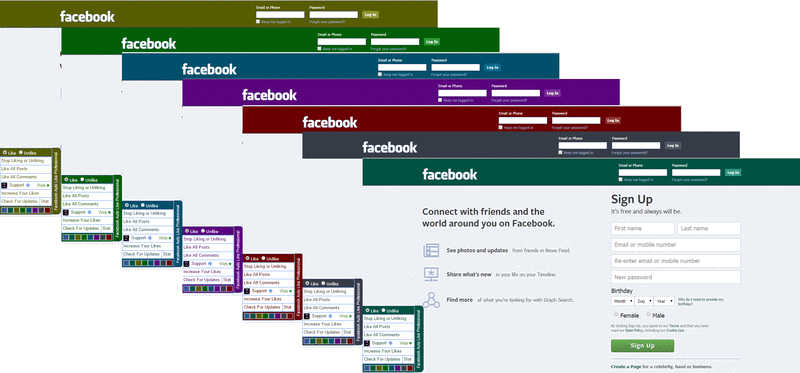 Email or Phone Password
facebook Log In
Keep me logged in
Email or Phone Password
facebook Log In
Keep me logged in Forgot your password?
Email or Phone Password
facebook Log In
Keep me logged in Forgot your password?
Email or Phone Password
facebook Log In
Keep me logged in Forgot your password?
Email or Phone Password
facebook Log In
Keep me logged in Forgot your password?
Email or Phone Password
facebook Log In
Keep me logged in Forgot your password?
Email or Phone Password
facebook Log In
Keep me logged in Forgot your password?
Like Unlike
Stop Liking or Unliking
Like All Posts
Like All Comments
Support Web
Increase Your Likes
Check For Updates Stat
Facebook Auto Like Professional
Like Unlike
Stop Liking or Unliking
Like All Posts
Like All Comments
Support Web
Increase Your Likes
Check For Updates Stat
Facebook Auto Like Professional
Like Unlike
Stop Liking or Unliking
Like All Posts
Like All Comments
Support Web
Increase Your Likes
Check For Updates Stat
Facebook Auto Like Professional
Like Unlike
Stop Liking or Unliking
Like All Posts
Like All Comments
Support Web
Increase Your Likes
Check For Updates Stat
Facebook Auto Like Professional
Like Unlike
Stop Liking or Unliking
Like All Posts
Like All Comments
Support Web
Increase Your Likes
Check For Updates Stat
Facebook Auto Like Professional
Like Unlike
Stop Liking or Unliking
Like All Posts
Like All Comments
Support Web
Increase Your Likes
Check For Updates Stat
Facebook Auto Like Professional
Like Unlike
Stop Liking or Unliking
Like All Posts
Like All Comments
Support Web
Increase Your Likes
Check For Updates Stat
Facebook Auto Like Professional
Connect with friends and the
world around you on Facebook.
See photos and updates from friends in News Feed.
Share what's new in your life on your Timeline.
Find more of what you're looking for with Graph Search.
Sign Up
It's free and always will be.
First name Last name
Email or mobile number
Re-enter email or mobile number
New password
Birthday
Month Day Year Why do I need to provide my
birthday?
Female Male
By clicking Sign Up, you agree to our Terms and that you have
read our Data Policy, including our Cookie Use.
Sign Up
Create a Page for a celebrity, band or business.